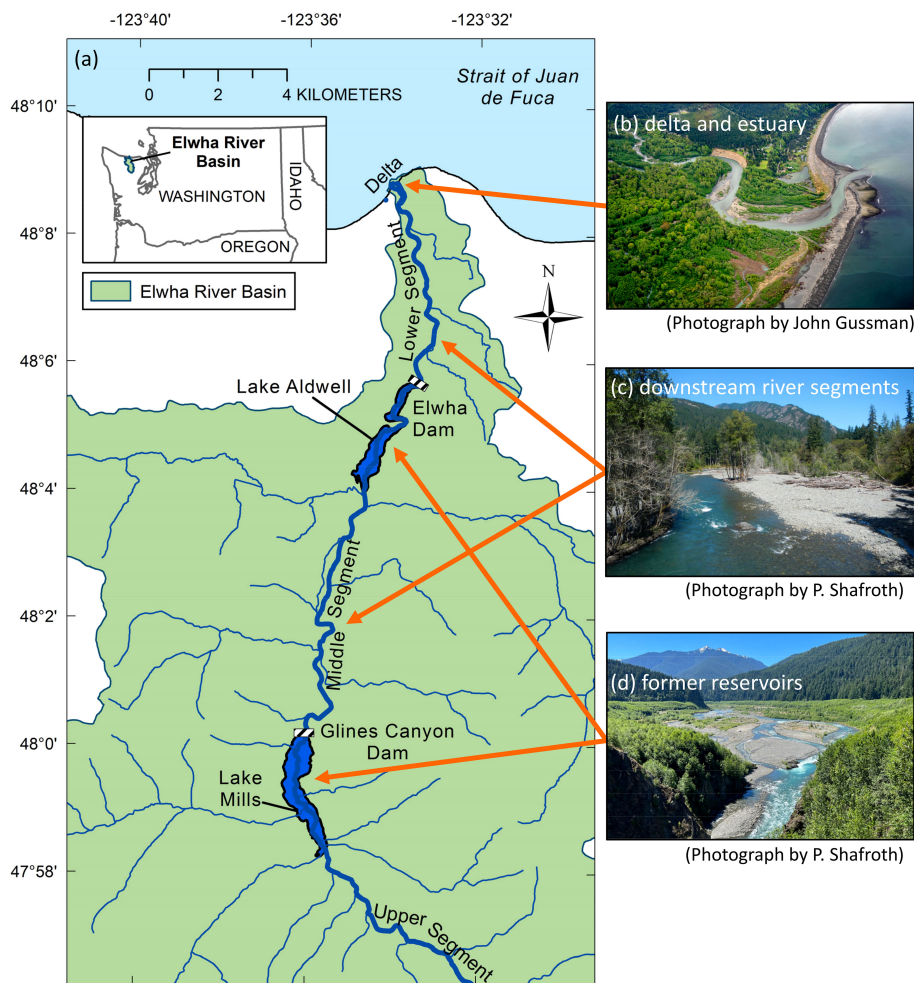 -123°40'
-123°36'
-123°32'
(a)
0 2 4 KILOMETERS
Strait of Juan
de Fuca
48°10'
Elwha River
Basin
WASHINGTON
IDAHO
OREGON
Elwha River Basin
Delta
48°8'
Lower Segment
N
48°6'
Lake Aldwell
Elwha
Dam
48°4'
Middle Segment
48°2'
48°0'
Glines Canyon
Dam
Lake
Mills
47°58'
Upper Segment
(b) delta and estuary
(Photograph by John Gussman)
(c) downstream river segments
(Photograph by P. Shafroth)
(d) former reservoirs
(Photograph by P. Shafroth)